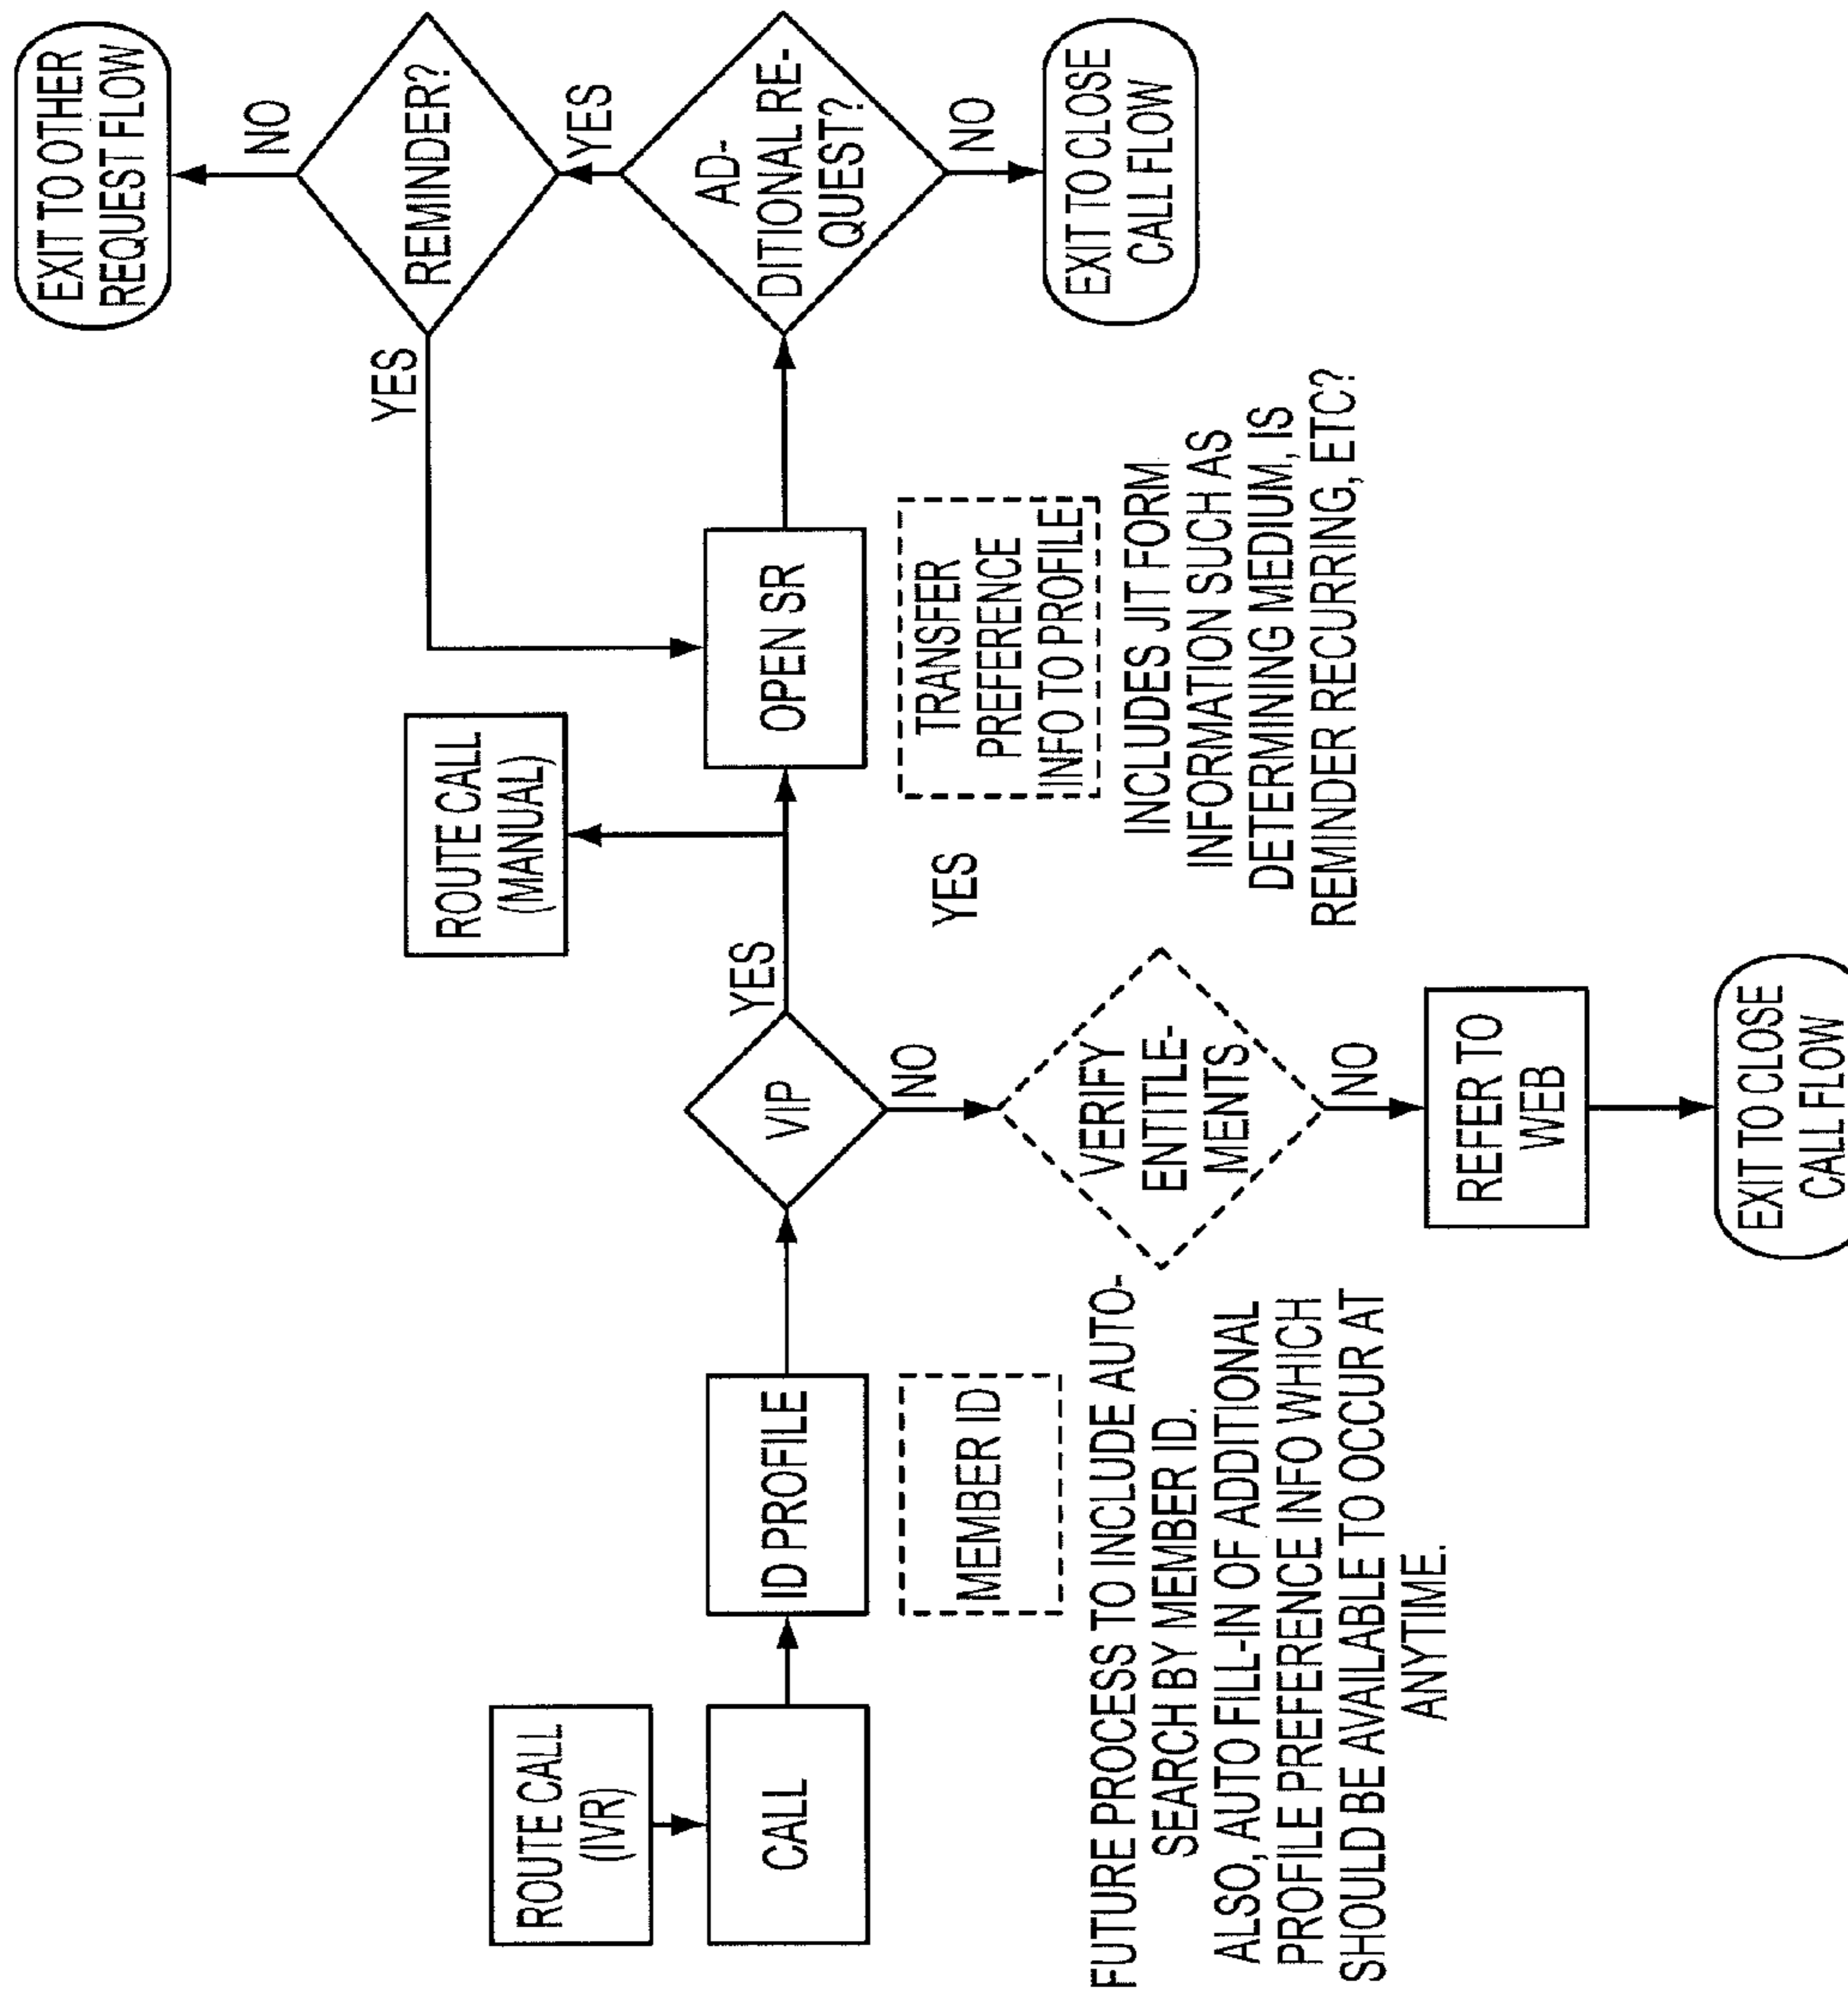 ROUTE CALL
(IVR)
CALL
ID PROFILE
MEMBER ID
FUTURE PROCESS TO INCLUDE AUTO-
SEARCH BY MEMBER ID.
ALSO, AUTO FILL-IN OF ADDITIONAL
PROFILE PREFERENCE INFO WHICH
SHOULD BE AVAILABLE TO OCCUR AT
ANYTIME.
VIP
YES
NO
VERIFY
ENTITLE-
MENTS
YES
NO
REFER TO
WEB
EXIT TO CLOSE
CALL FLOW
ROUTE CALL
(MANUAL)
OPEN SR
TRANSFER
PREFERENCE
INFO TO PROFILE
INCLUDES JIT FORM
INFORMATION SUCH AS
DETERMINING MEDIUM, IS
REMINDER RECURRING, ETC?
YES
EXIT TO OTHER
REQUEST FLOW
NO
REMINDER?
YES
AD-
DITIONAL RE-
QUEST?
NO
EXIT TO CLOSE
CALL FLOW